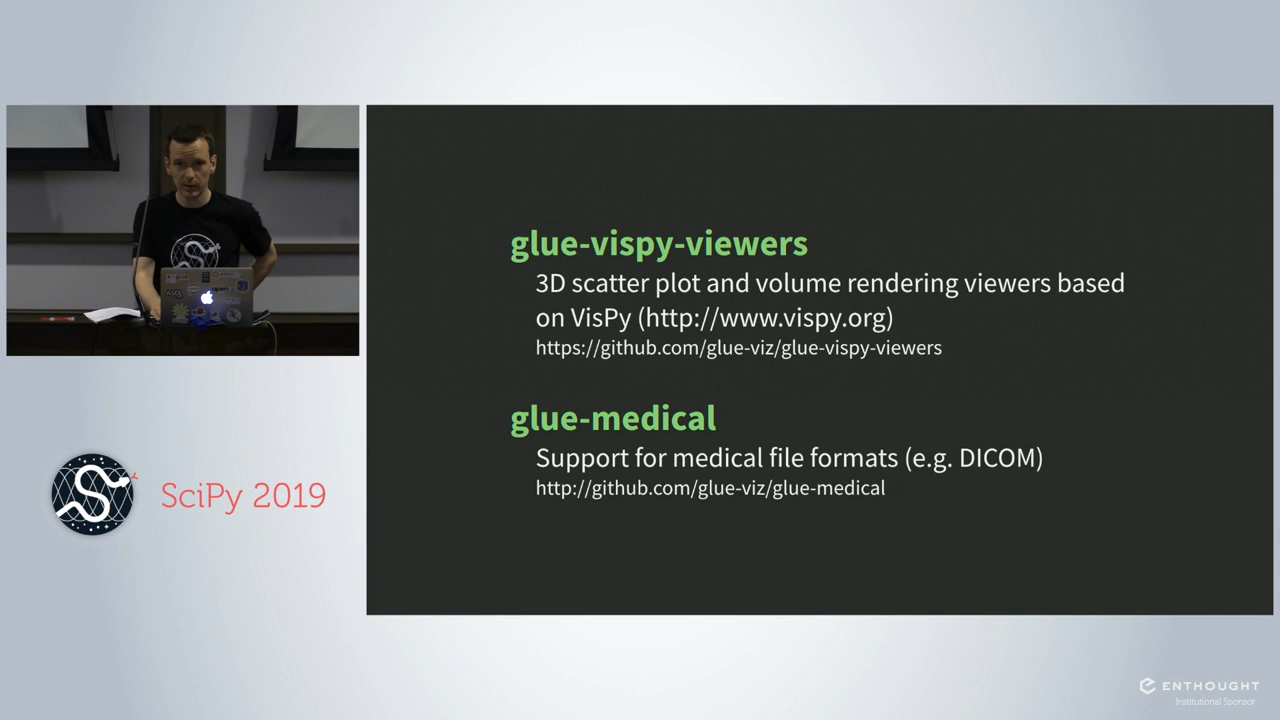 glue-vispy-viewers
3D scatter plot and volume rendering viewers based
on VisPy (http://www.vispy.org)
https://github.com/glue-viz/glue-vispy-viewers
glue-medical
Support for medical file formats (e.g. DICOM)
http://github.com/glue-viz/glue-medical
SciPy 2019
ENTHOUGHT
Institutional Sponsor